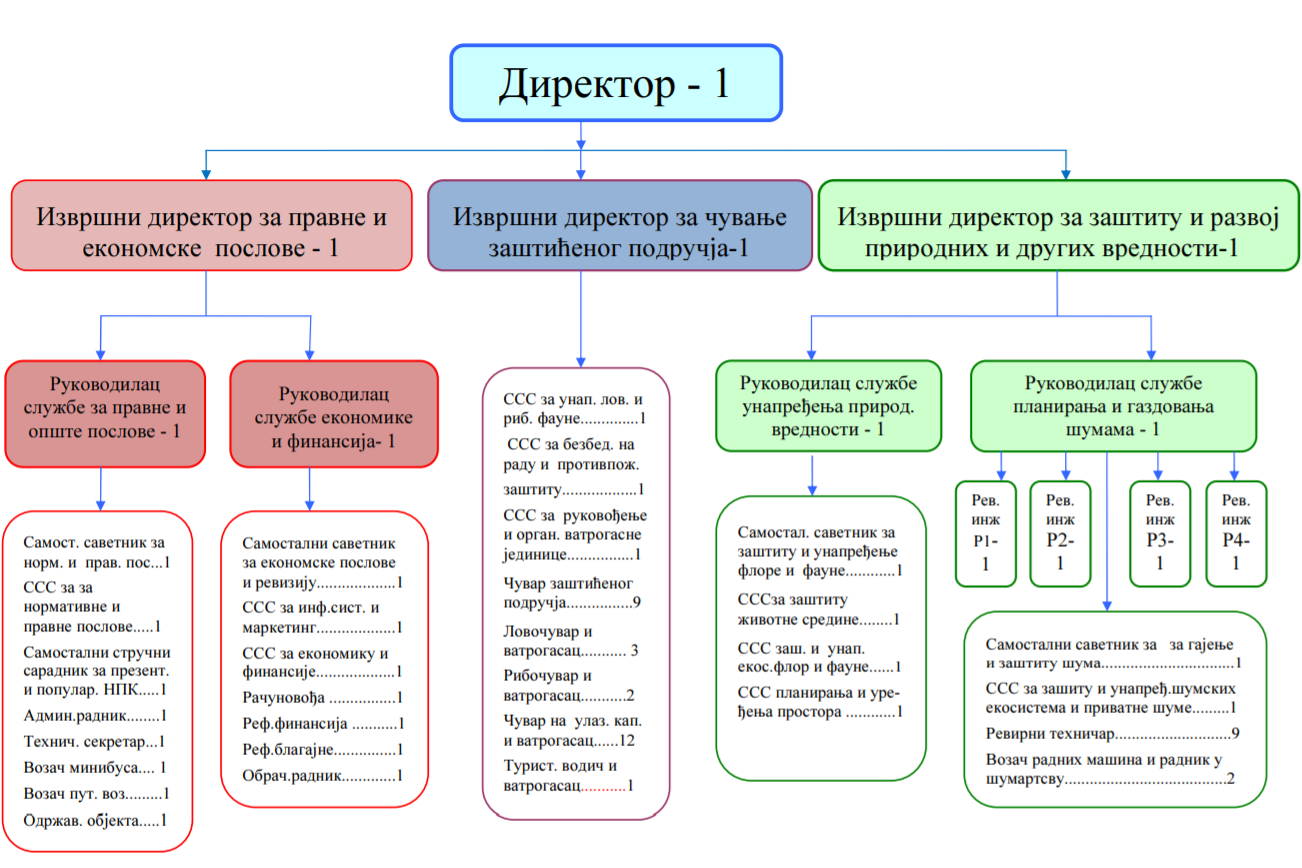 Директор - 1
Извршни директор за правне и
економске  послове - 1
Извршни директор за чување
заштићеног подручја-1
Извршни директор за заштиту и развој
природних и других вредности-1
Руководилац
службе за правне и
опште послове - 1
Руководилац
службе економике
и финансија- 1
Руководилац службе
унапређења природ.
вредности - 1
Руководилац службе
планирања и газдовања
шумама - 1
Самост. саветник за
норм. и  прав. пос...1
ССС за за
нормативне и
правне послове.....1
Самостални стручни
сарадник за презент.
и популар. НПК.....1
Админ.радник........1
Технич. секретар...1
Возач минибуса.... 1
Возач пут. воз.........1
Одржав. објекта.....1
Самостални саветник
за економске послове
и ревизију..................1
ССС за инф.сист. и
маркетинг..................1
ССС за економику и
финансије..................1
Рачуновођа ...............1
Реф.финансија ..........1
Реф.благајне..............1
Обрач.радник............1
ССС за унап. лов. и
риб. фауне.............1
ССС за безбед. на
раду и  противпож.
заштиту..................1
ССС за  руковођење
и орган. ватрогасне
јединице................1
Чувар заштићеног
подручја................9
Ловочувар и
ватрогасац........... 3
Рибочувар и
ватрогасац...........2
Чувар на  улаз. кап.
и ватрогасац......12
Турист. водич и
ватрогасац...........1
Самостал. саветник за
заштиту и унапређење
флоре и  фауне............1
СССза заштиту
животне средине........1
ССС заш. и  унап.
екос.флор и фауне......1
ССС планирања и уре-
ђења простора ............1
Рев.
инж
Р1-
1
Рев.
инж
Р2-
1
Рев.
инж
Р3-
1
Рев.
инж
Р4-
1
Самостални саветник за   за гајење
и заштиту шума................................1
ССС за зашиту и унапређ.шумских
екосистема и приватне шуме.........1
Ревирни техничар...................................9
Возач радних машина и радник у
шумартсву.......................................2